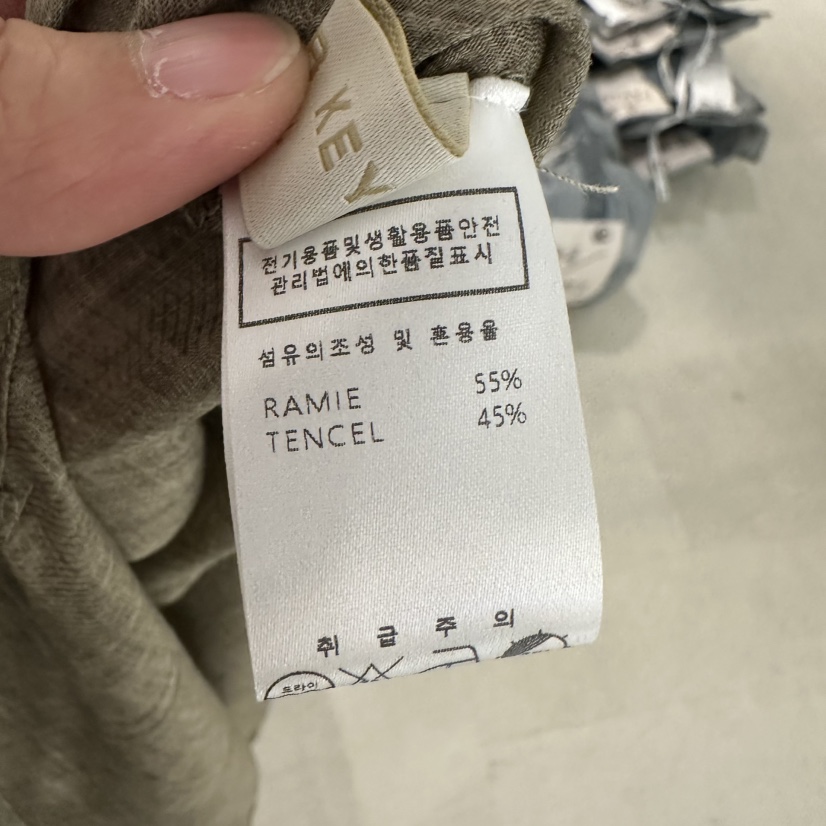 KEY
전기용품및생활용품안전
관리법에의한품질표시
섬유의조성 및 혼용율
RAMIE 55%
TENCEL 45%
취급주의
드라이